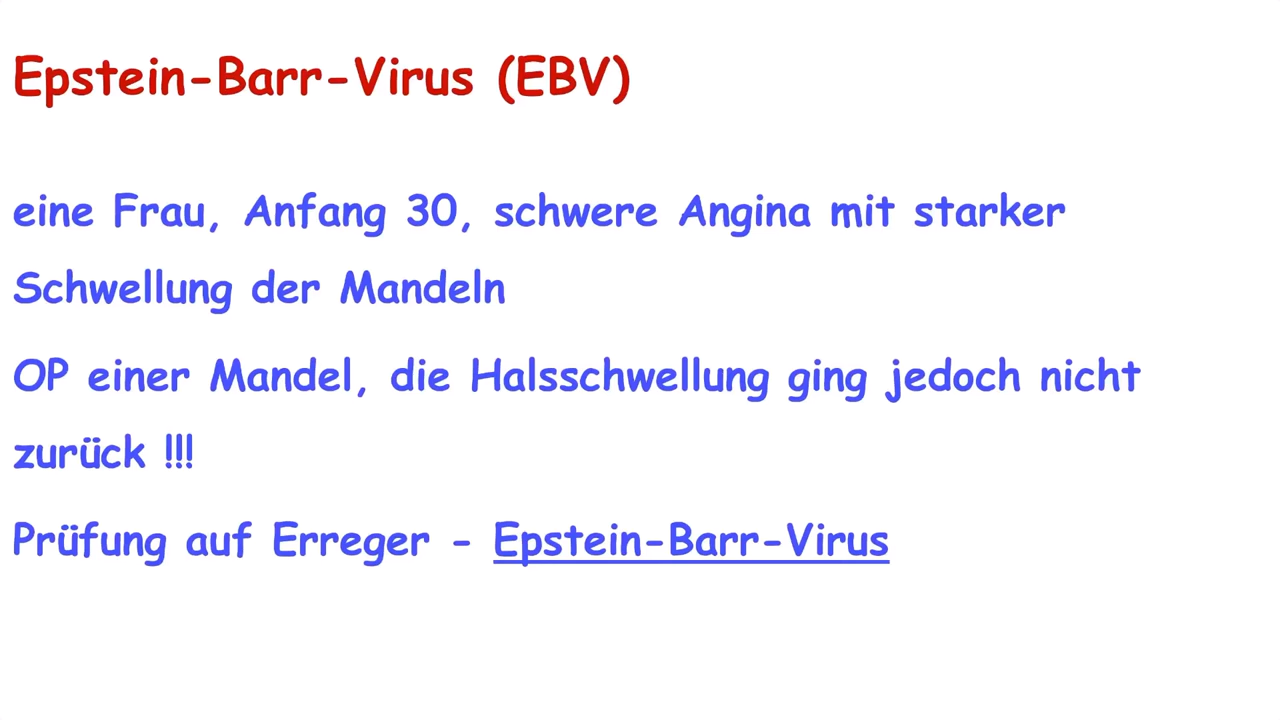 Epstein-Barr-Virus (EBV)
eine Frau, Anfang 30, schwere Angina mit starker
Schwellung der Mandeln
OP einer Mandel, die Halsschwellung ging jedoch nicht
zurück !!!
Prüfung auf Erreger - Epstein-Barr-Virus